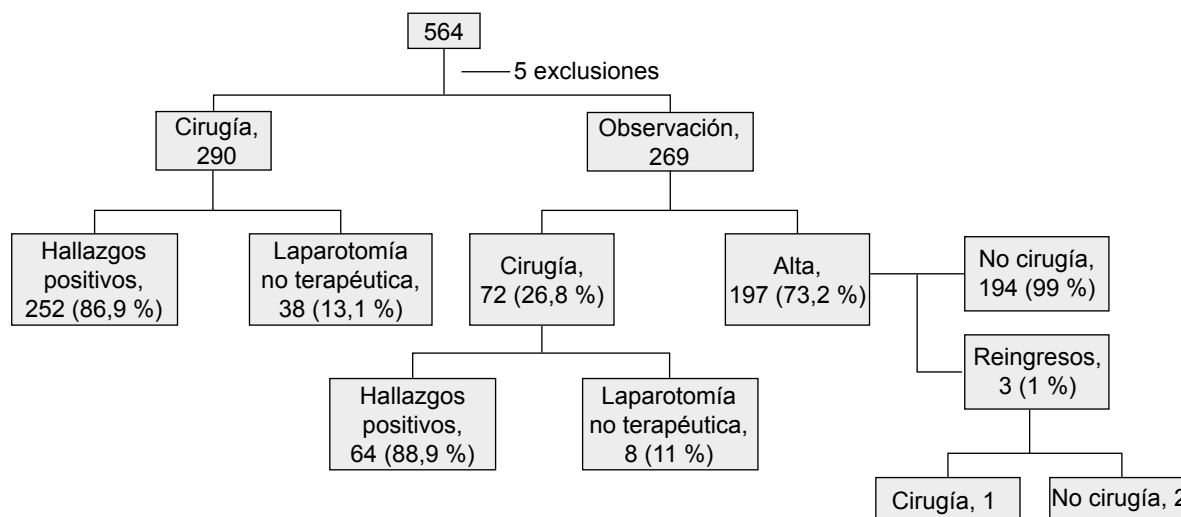 564
5 exclusiones
Cirugía,
290
Observación,
269
Hallazgos
positivos,
252 (86,9 %)
Laparotomía
no terapéutica,
38 (13,1 %)
Cirugía,
72 (26,8 %)
Alta,
197 (73,2 %)
No cirugía,
194 (99 %)
Reingresos,
3 (1 %)
Hallazgos
positivos,
64 (88,9 %)
Laparotomía
no terapéutica,
8 (11 %)
Cirugía, 1
No cirugía, 2